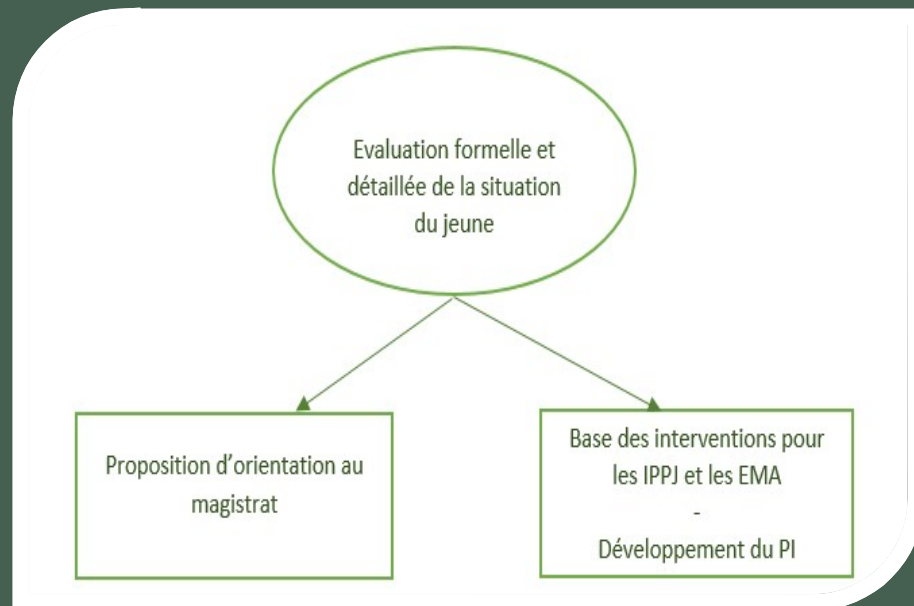 Evaluation formelle et
détaillée de la situation
du jeune
Proposition d'orientation au
magistrat
Base des interventions pour
les IPPJ et les EMA
-
Développement du PI